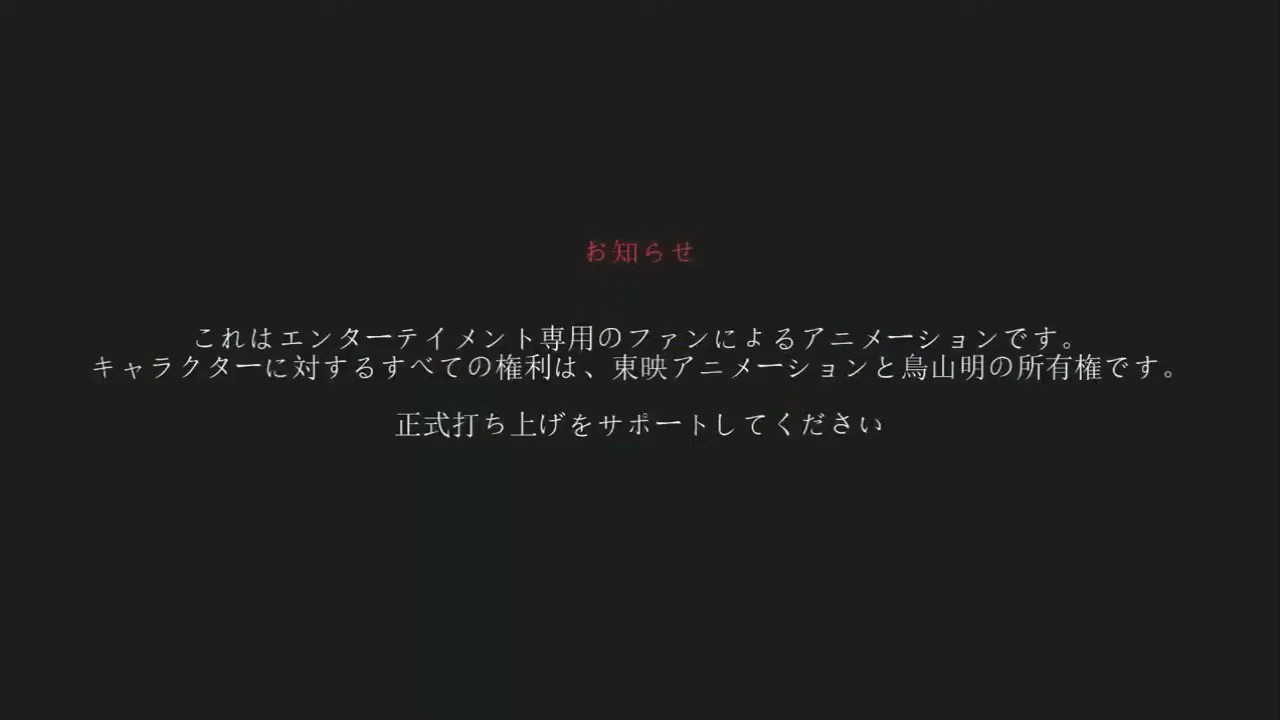 お知らせ
これはエンターテイメント専用のファンによるアニメーションです。
キャラクターに対するすべての権利は、東映アニメーションと鳥山明の所有権です。
正式打ち上げをサポートしてください